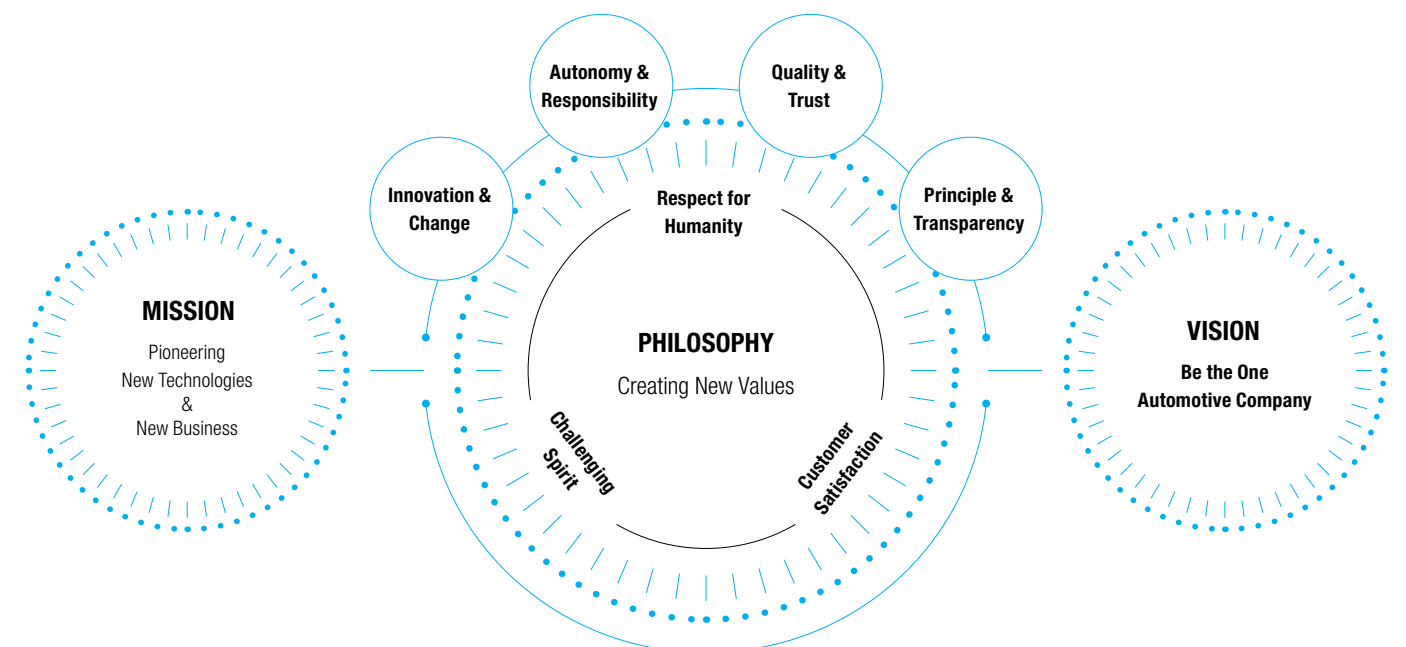 Autonomy &
Responsibility
Quality &
Trust
Innovation &
Change
Respect for
Humanity
Principle &
Transparency
MISSION
Pioneering
New Technologies
&
New Business
PHILOSOPHY
Creating New Values
VISION
Be the One
Automotive Company
Challenging
Spirit
Customer
Satisfaction